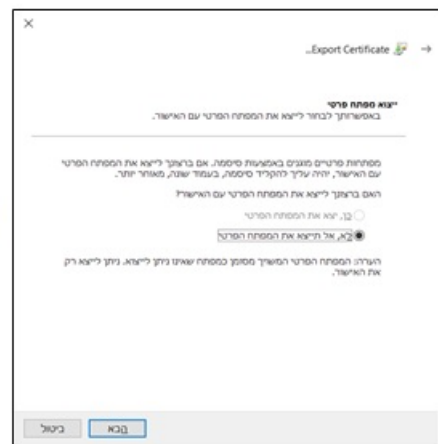 Export Certificate...
ייצוא מפתח פרטי
באפשרותך לבחור לייצא את המפתח הפרטי עם האישור.
מפתחות פרטיים מוגנים באמצעות סיסמה. אם ברצונך לייצא את המפתח הפרטי
עם האישור, יהיה עליך להקליד סיסמה, בעמוד שונה, מאוחר יותר.
האם ברצונך לייצא את המפתח הפרטי עם האישור?
כן, יצא את המפתח הפרטי
לא, אל תייצא את המפתח הפרטי
הערה: המפתח הפרטי המשויך מסומן כמפתח שאינו ניתן לייצוא. ניתן לייצא רק
את האישור.
הבא
ביטול